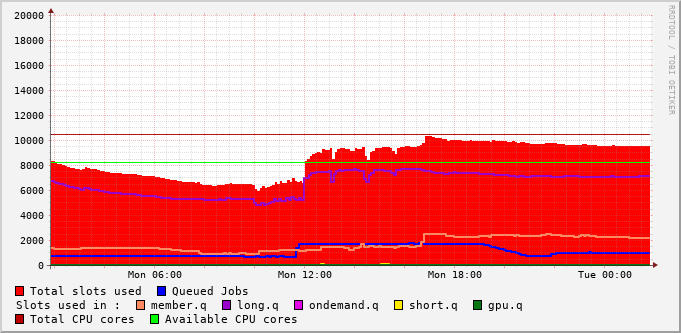 RRDTOOL / TOBI OETIKER
20000
18000
16000
14000
12000
10000
8000
6000
4000
2000
0
Mon 06:00 Mon 12:00 Mon 18:00 Tue 00:00
Total slots used Queued Jobs
Slots used in : member.q long.q ondemand.q short.q gpu.q
Total CPU cores Available CPU cores